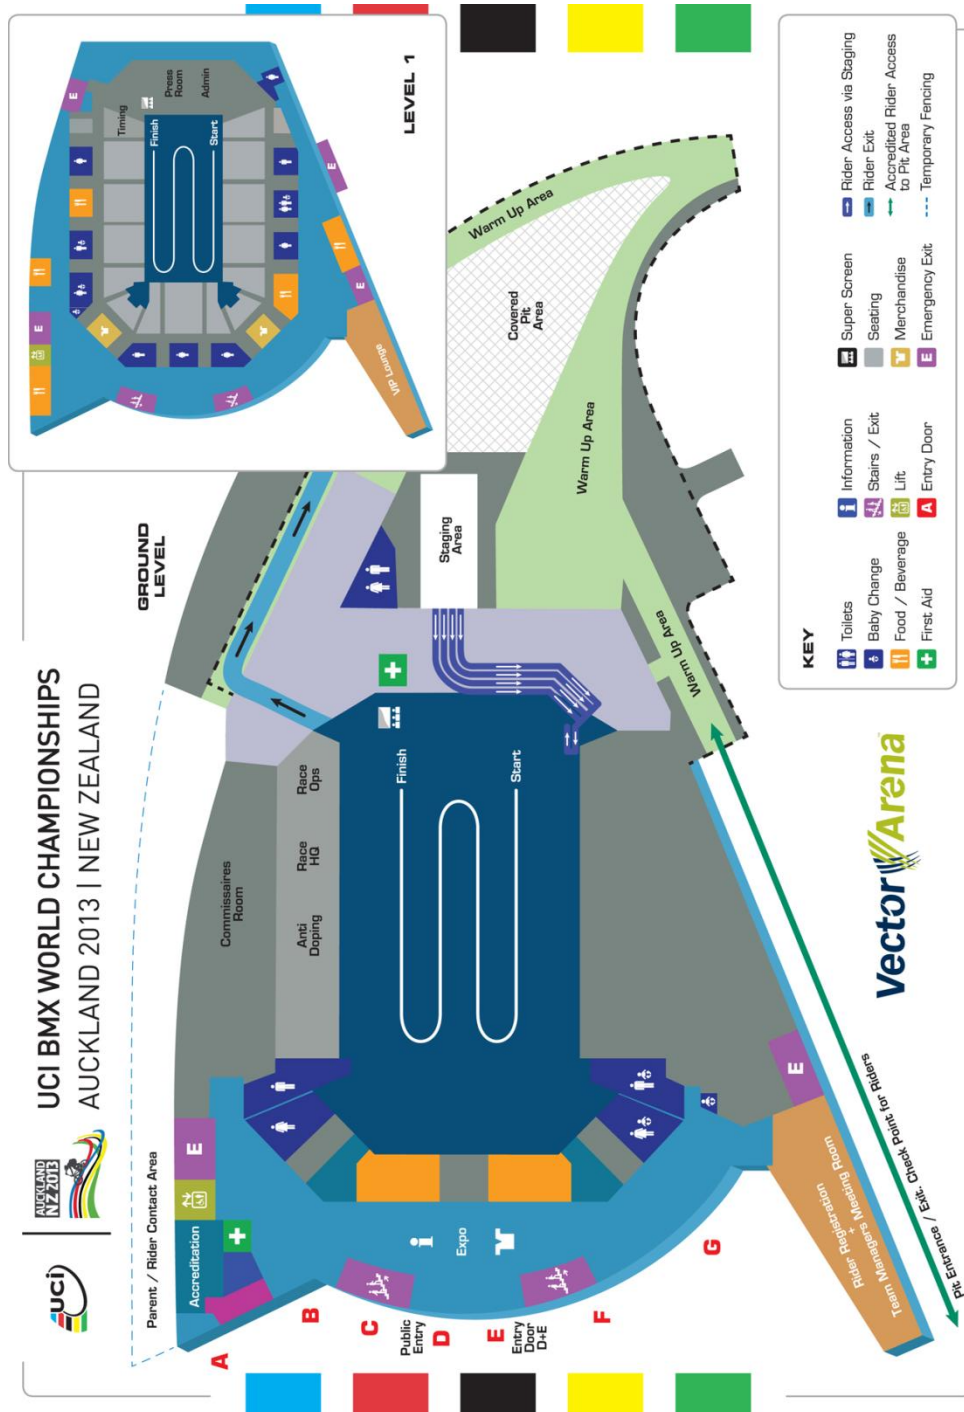 UCI
AUCKLAND
NZ 2013
UCI BMX WORLD CHAMPIONSHIPS
AUCKLAND 2013 | NEW ZEALAND
Parent / Rider Contact Area
GROUND
LEVEL
Accreditation
E
Commissaires
Room
Anti
Doping
Race
HQ
Race
Ops
Finish
Start
Staging
Area
Covered
Pit
Area
Warm Up Area
Warm Up Area
Warm Up Area
A
B
C
Public
Entry
D
E
Entry
Door
D+E
F
G
i
Expo
E
Rider Registration
+
Team Managers Meeting Room
Pit Entrance / Exit. Check Point for Riders
LEVEL 1
E
E
E
E
Timing
Press
Room
Admin
Finish
Start
VIP Lounge
Vector Arena
KEY
Toilets
Baby Change
Food / Beverage
First Aid
i Information
Stairs / Exit
Lift
A Entry Door
Super Screen
Seating
Merchandise
E Emergency Exit
Rider Access via Staging
Rider Exit
Accredited Rider Access
to Pit Area
Temporary Fencing